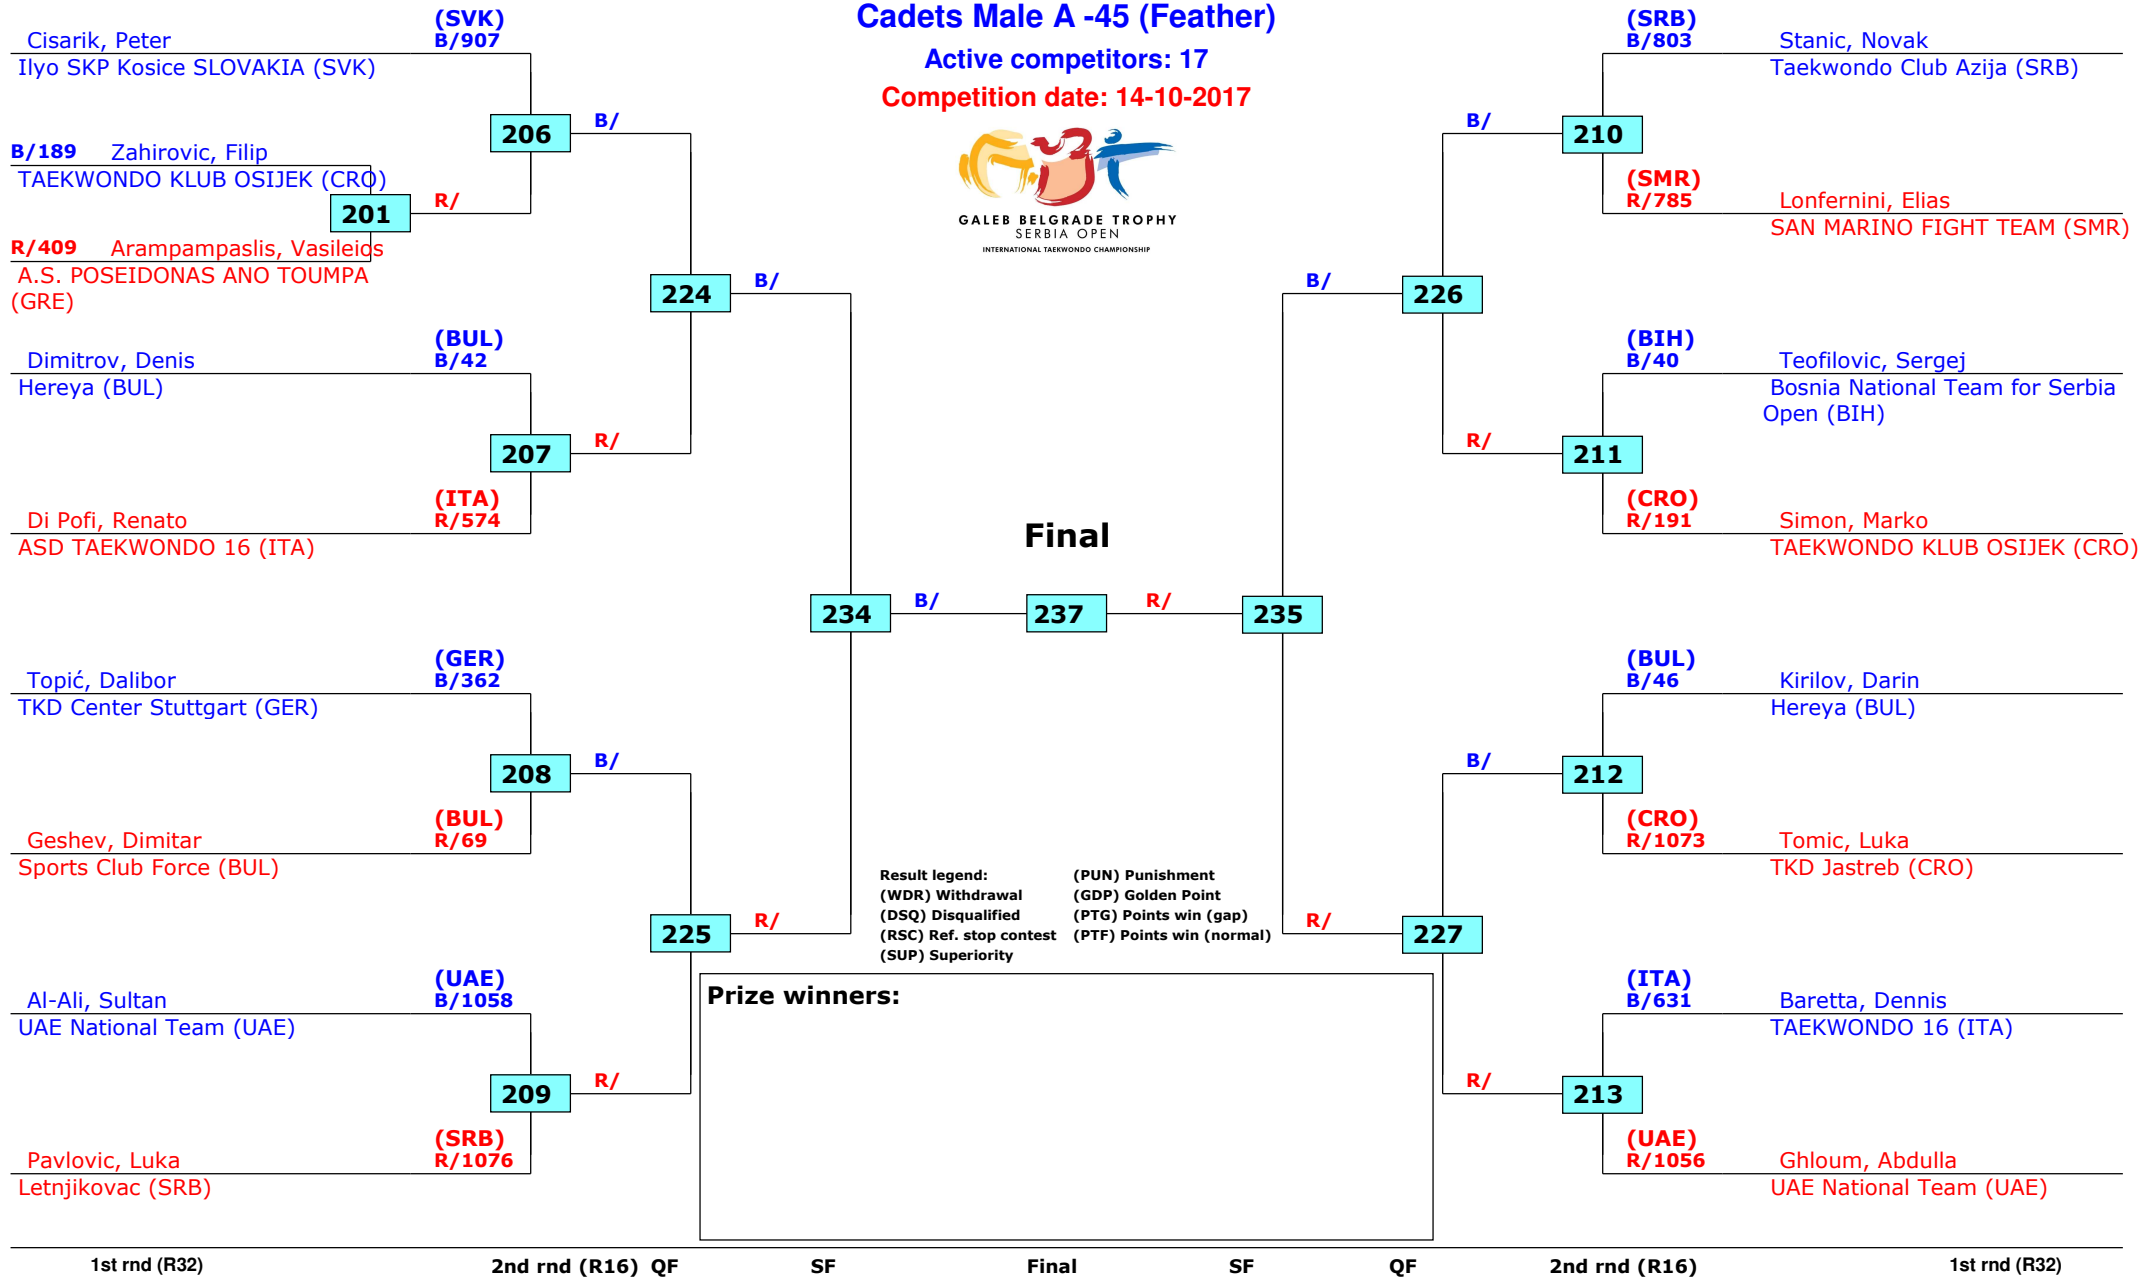 Cadets Male A -45 (Feather)
Active competitors: 17
Competition date: 14-10-2017
GALEB BELGRADE TROPHY
SERBIA OPEN
INTERNATIONAL TAEKWONDO CHAMPIONSHIP
(SVK)
Cisarik, Peter B/907
Ilyo SKP Kosice SLOVAKIA (SVK)
206 B/
B/189 Zahirovic, Filip
TAEKWONDO KLUB OSIJEK (CRO)
201 R/
R/409 Arampampaslis, Vasileios
A.S. POSEIDONAS ANO TOUMPA
(GRE)
224 B/
(BUL)
Dimitrov, Denis B/42
Hereya (BUL)
207 R/
(ITA)
Di Pofi, Renato R/574
ASD TAEKWONDO 16 (ITA)
(GER)
Topić, Dalibor B/362
TKD Center Stuttgart (GER)
208 B/
(BUL)
Geshev, Dimitar R/69
Sports Club Force (BUL)
225 R/
(UAE)
Al-Ali, Sultan B/1058
UAE National Team (UAE)
209 R/
(SRB)
Pavlovic, Luka R/1076
Letnjikovac (SRB)
Final
234 B/ 237 R/ 235
(SRB)
B/803 Stanic, Novak
Taekwondo Club Azija (SRB)
B/ 210
(SMR)
R/785 Lonfernini, Elias
SAN MARINO FIGHT TEAM (SMR)
B/ 226
(BIH)
B/40 Teofilovic, Sergej
Bosnia National Team for Serbia
Open (BIH)
R/ 211
(CRO)
R/191 Simon, Marko
TAEKWONDO KLUB OSIJEK (CRO)
(BUL)
B/46 Kirilov, Darin
Hereya (BUL)
B/ 212
(CRO)
R/1073 Tomic, Luka
TKD Jastreb (CRO)
R/ 227
(ITA)
B/631 Baretta, Dennis
TAEKWONDO 16 (ITA)
R/ 213
(UAE)
R/1056 Ghloum, Abdulla
UAE National Team (UAE)
Result legend: (PUN) Punishment
(WDR) Withdrawal (GDP) Golden Point
(DSQ) Disqualified (PTG) Points win (gap)
(RSC) Ref. stop contest (PTF) Points win (normal)
(SUP) Superiority
Prize winners:
1st rnd (R32) 2nd rnd (R16) QF SF Final SF QF 2nd rnd (R16) 1st rnd (R32)